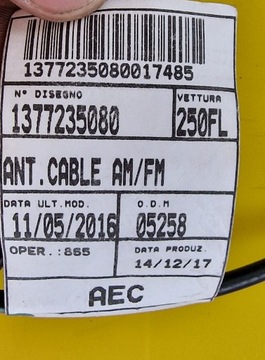 1377235080017485
N° DISEGNO VETTURA
1377235080 250FL
ANT.CABLE AM/FM
DATA ULT.MOD. O.D.M
11/05/2016 05258
OPER.:865 DATA PRODUZ.
14/12/17
AEC